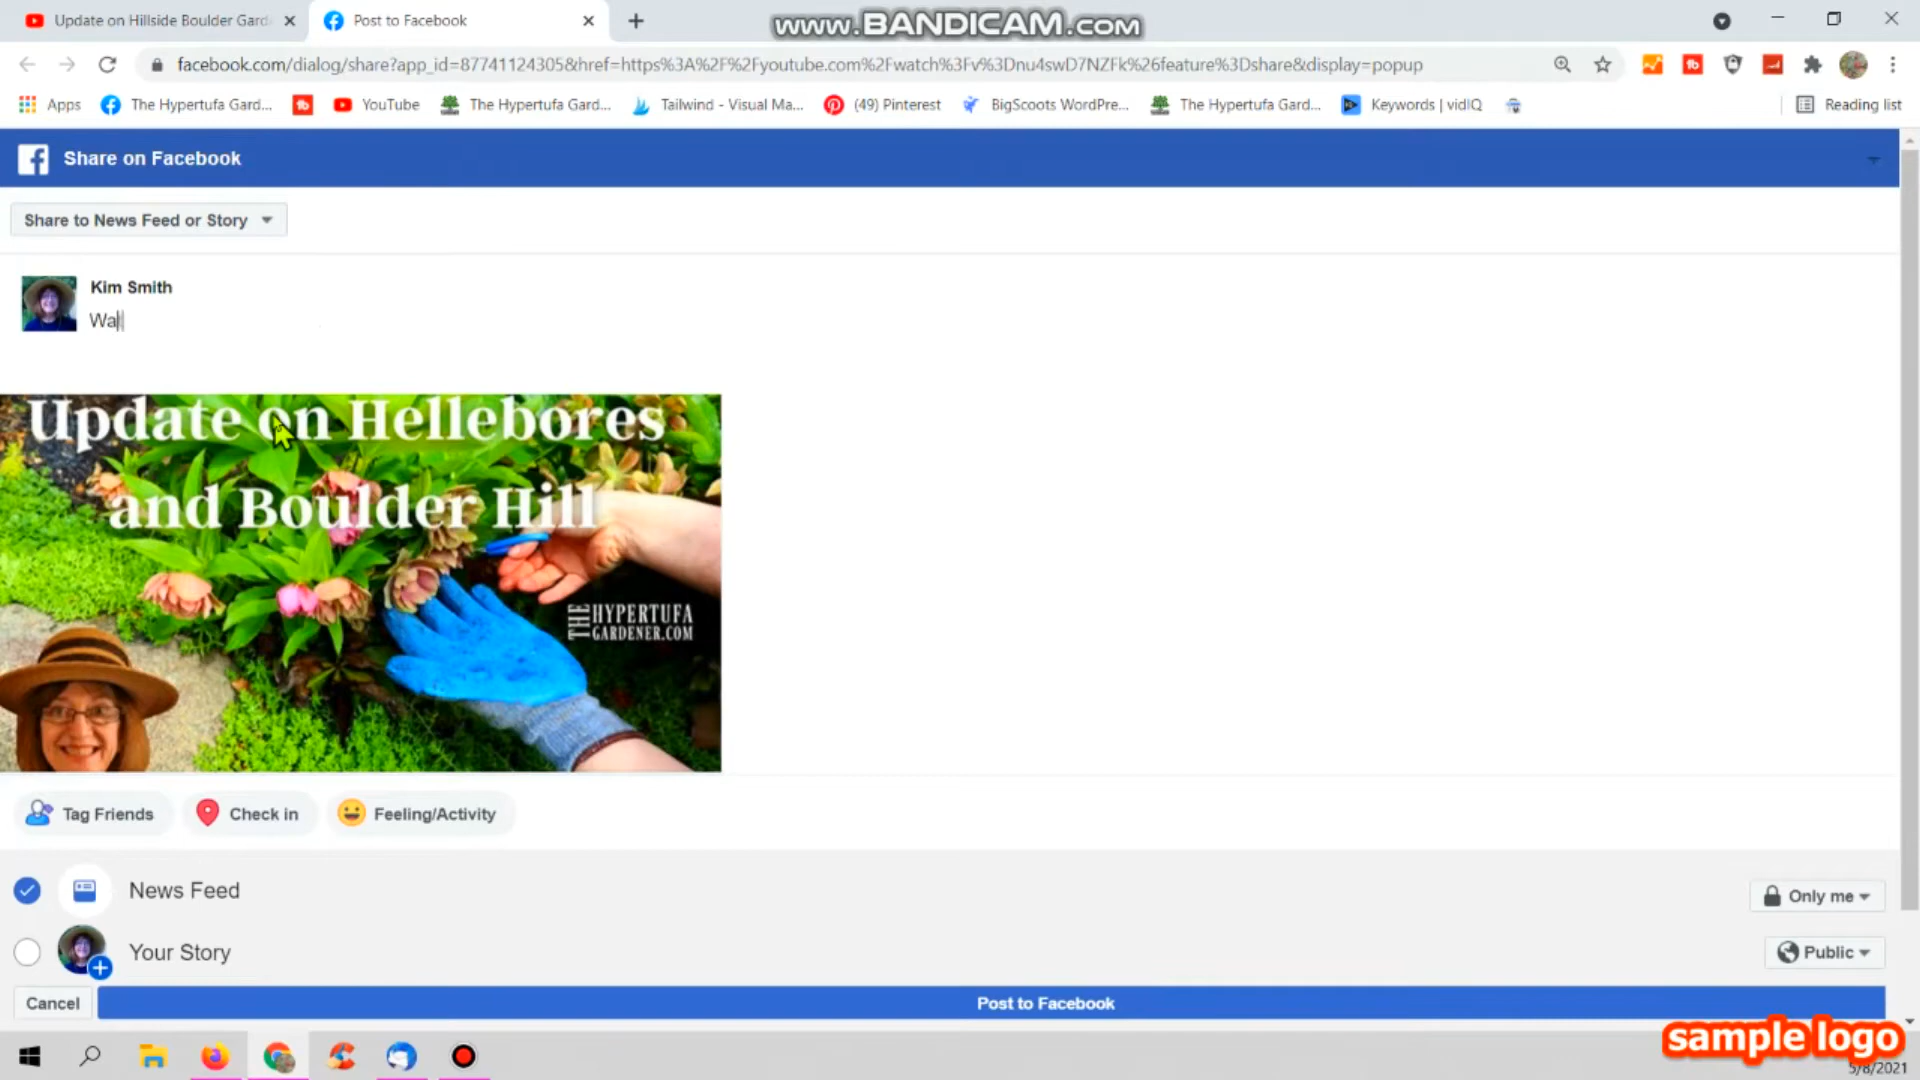 Update on Hillside Boulder Gard
Post to Facebook
www.BANDICAM.com
facebook.com/dialog/share?app_id=87741124305&href=https%3A%2F%2Fyoutube.com%2Fwatch%3Fv%3Dnu4swD7NZFk%26feature%3Dshare&display=popup
Apps
The Hypertufa Gard...
YouTube
The Hypertufa Gard...
Tailwind - Visual Ma...
(49) Pinterest
BigScoots WordPre...
The Hypertufa Gard...
Keywords | vidIQ
Reading list
Share on Facebook
Share to News Feed or Story
Kim Smith
Wa
Update on Hellebores
and Boulder Hill
THE HYPERTUFA
GARDENER.COM
Tag Friends
Check in
Feeling/Activity
News Feed
Only me
Your Story
Public
Cancel
Post to Facebook
sample logo
5/8/2021